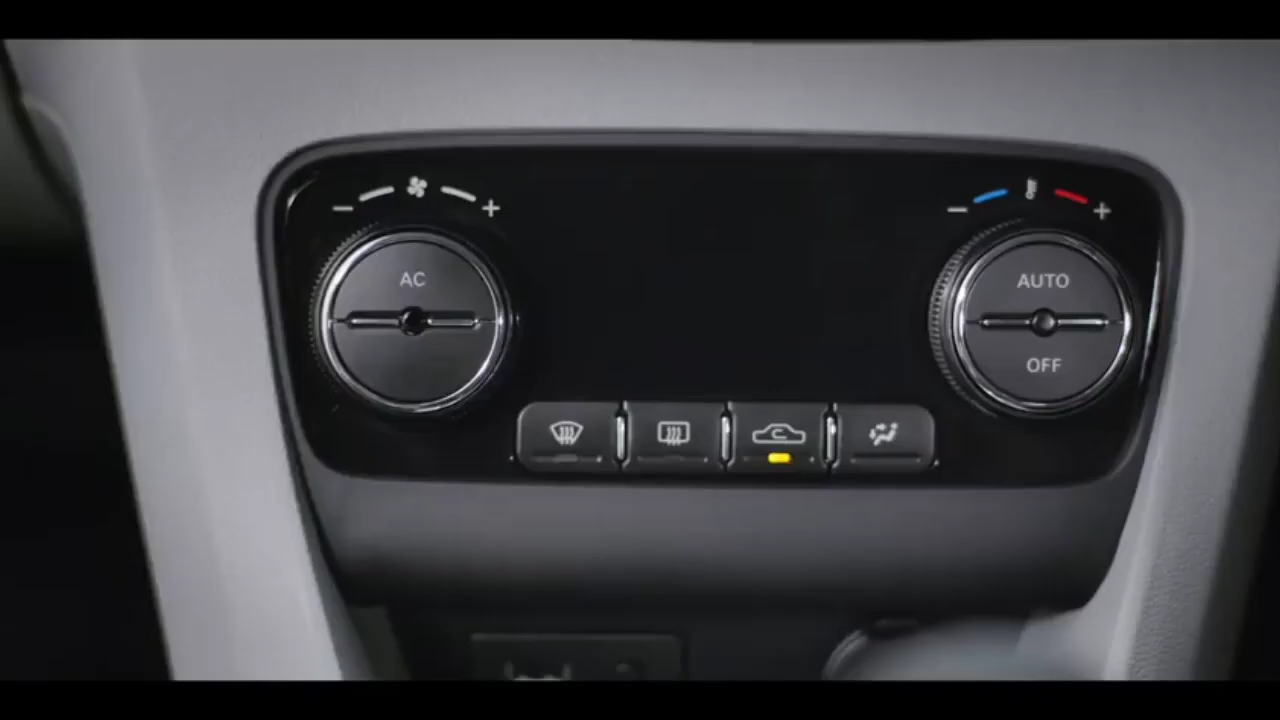 − +
− +
AC
AUTO
OFF